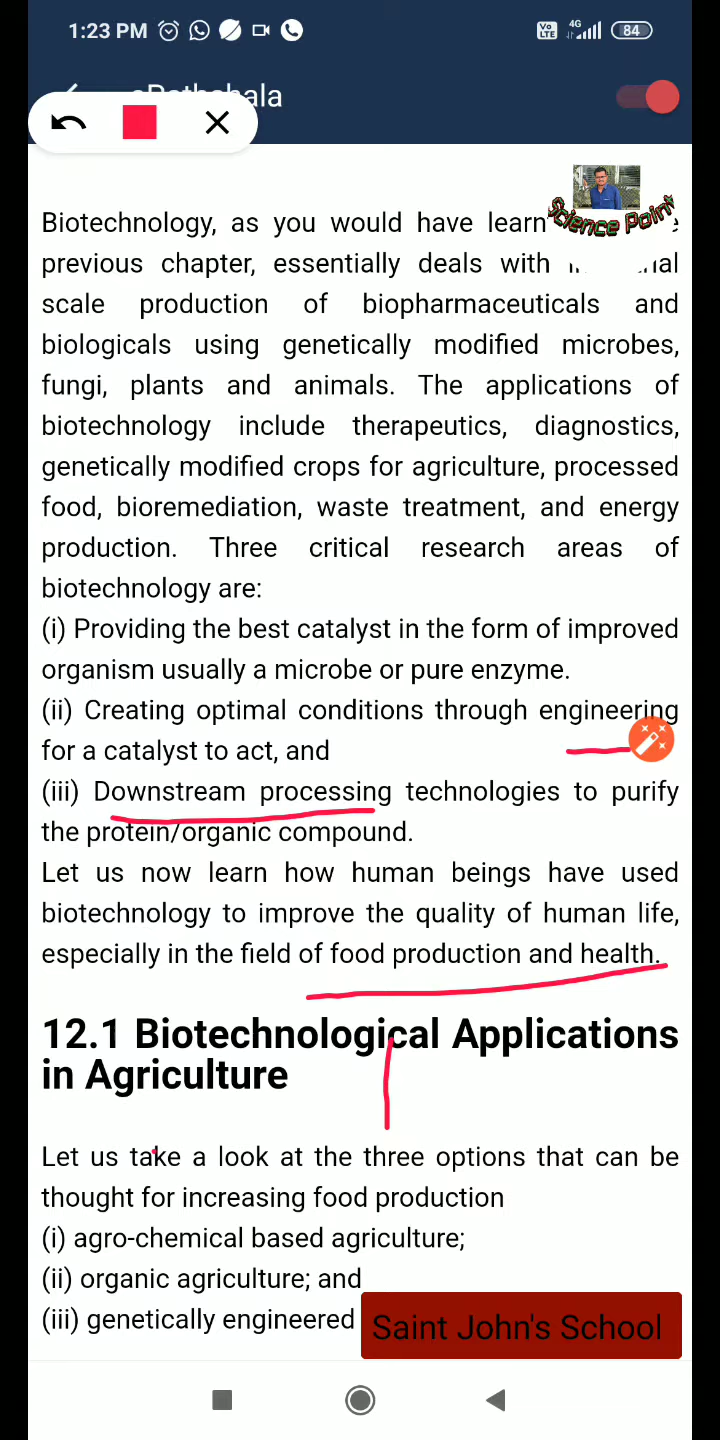 1:23 PM
4G
Vo
LTE
84
Science Point
Biotechnology, as you would have learn
previous chapter, essentially deals with
scale production of biopharmaceuticals and
biologicals using genetically modified microbes,
fungi, plants and animals. The applications of
biotechnology include therapeutics, diagnostics,
genetically modified crops for agriculture, processed
food, bioremediation, waste treatment, and energy
production. Three critical research areas of
biotechnology are:
(i) Providing the best catalyst in the form of improved
organism usually a microbe or pure enzyme.
(ii) Creating optimal conditions through engineering
for a catalyst to act, and
(iii) Downstream processing technologies to purify
the protein/organic compound.
Let us now learn how human beings have used
biotechnology to improve the quality of human life,
especially in the field of food production and health.
12.1 Biotechnological Applications
in Agriculture
Let us take a look at the three options that can be
thought for increasing food production
(i) agro-chemical based agriculture;
(ii) organic agriculture; and
(iii) genetically engineered
Saint John's School